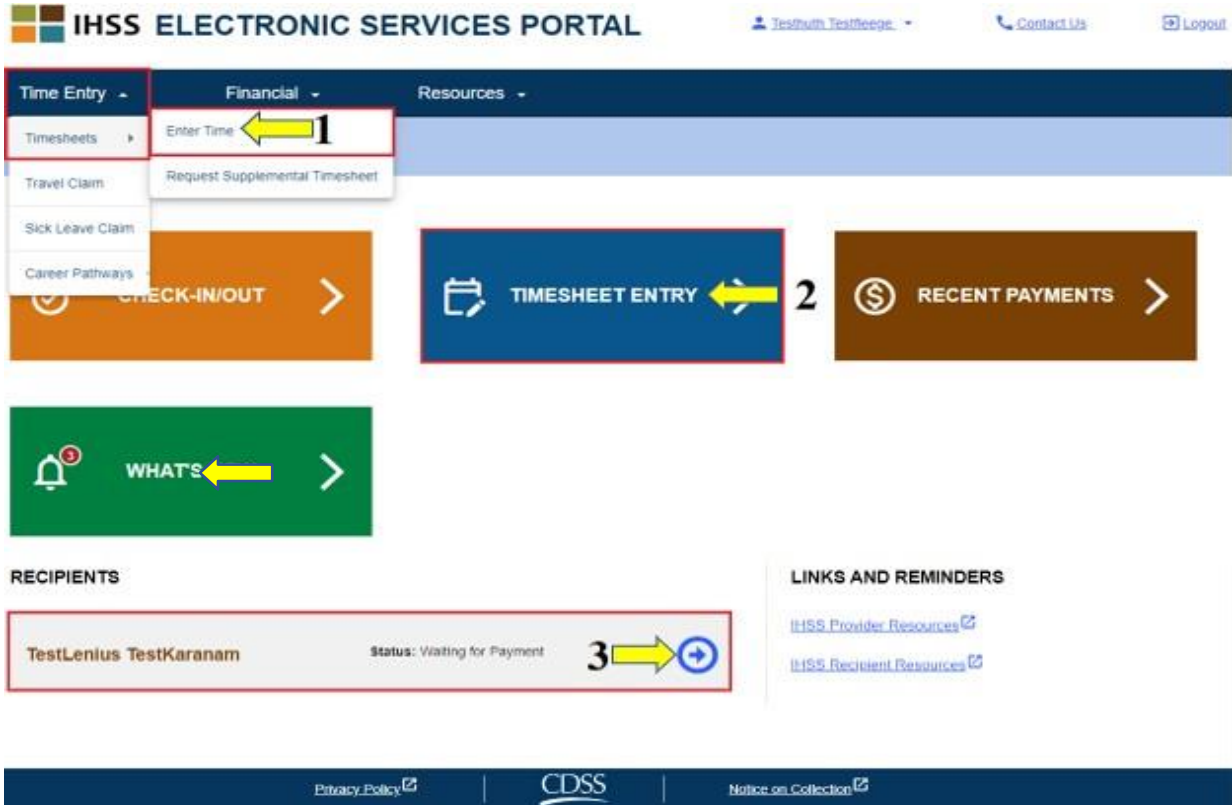 IHSS ELECTRONIC SERVICES PORTAL
Testhuth Testfleege
Contact Us
Logout
Time Entry
Financial
Resources
Timesheets
Enter Time
1
Travel Claim
Request Supplemental Timesheet
Sick Leave Claim
Career Pathways
CHECK-IN/OUT
TIMESHEET ENTRY
2
RECENT PAYMENTS
3
WHAT'S
RECIPIENTS
LINKS AND REMINDERS
IHSS Provider Resources
TestLenius TestKaranam
Status: Waiting for Payment
3
IHSS Recipient Resources
Privacy Policy
CDSS
Notice on Collection